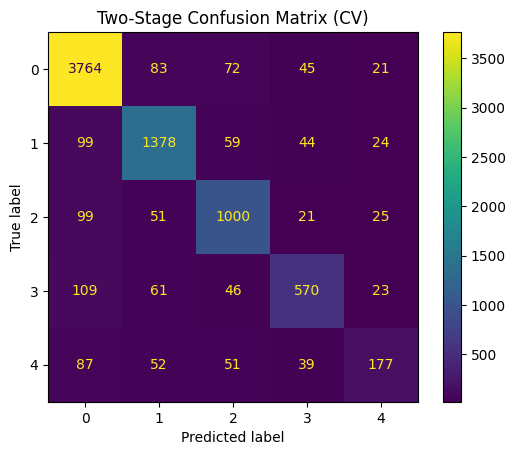 Two-Stage Confusion Matrix (CV)
0 3764 83 72 45 21
1 99 1378 59 44 24
2 99 51 1000 21 25
3 109 61 46 570 23
4 87 52 51 39 177
0 1 2 3 4
Predicted label
True label
3500
3000
2500
2000
1500
1000
500